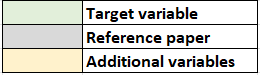 Target variable
Reference paper
Additional variables